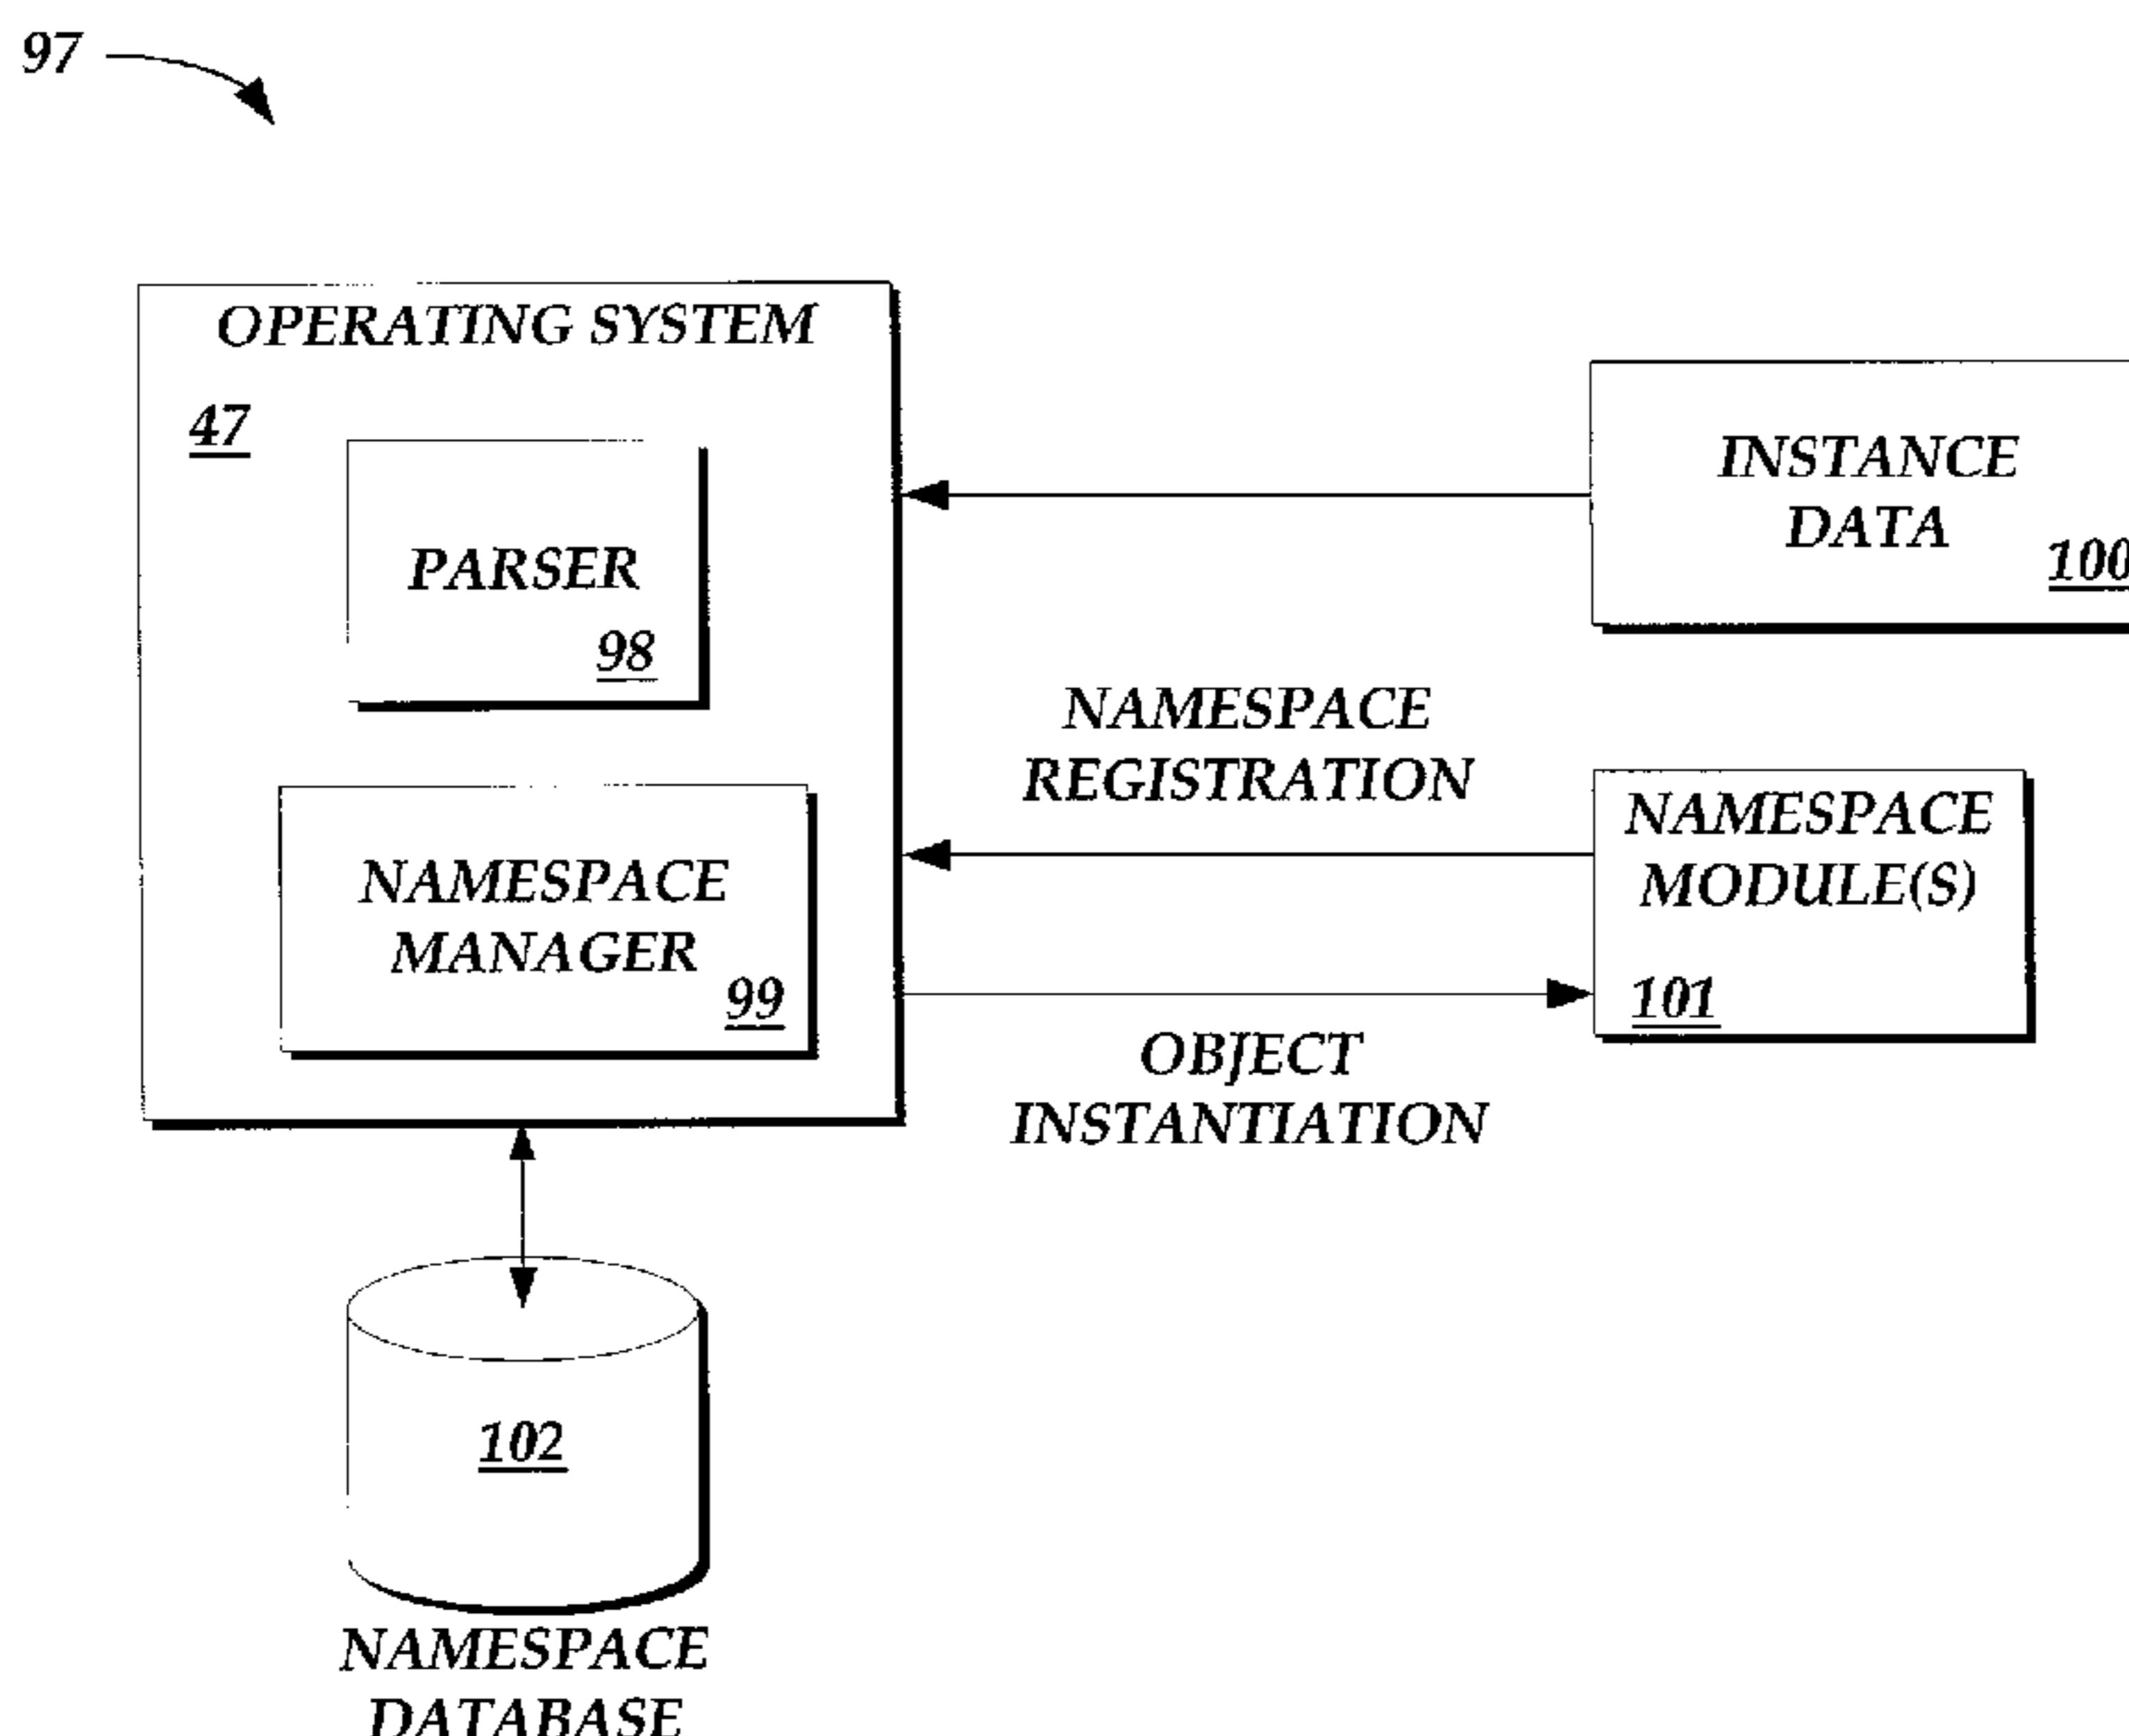 97
OPERATING SYSTEM
47
PARSER
98
NAMESPACE
MANAGER
99
INSTANCE
DATA
100
NAMESPACE
REGISTRATION
NAMESPACE
MODULE(S)
101
OBJECT
INSTANTIATION
102
NAMESPACE
DATABASE